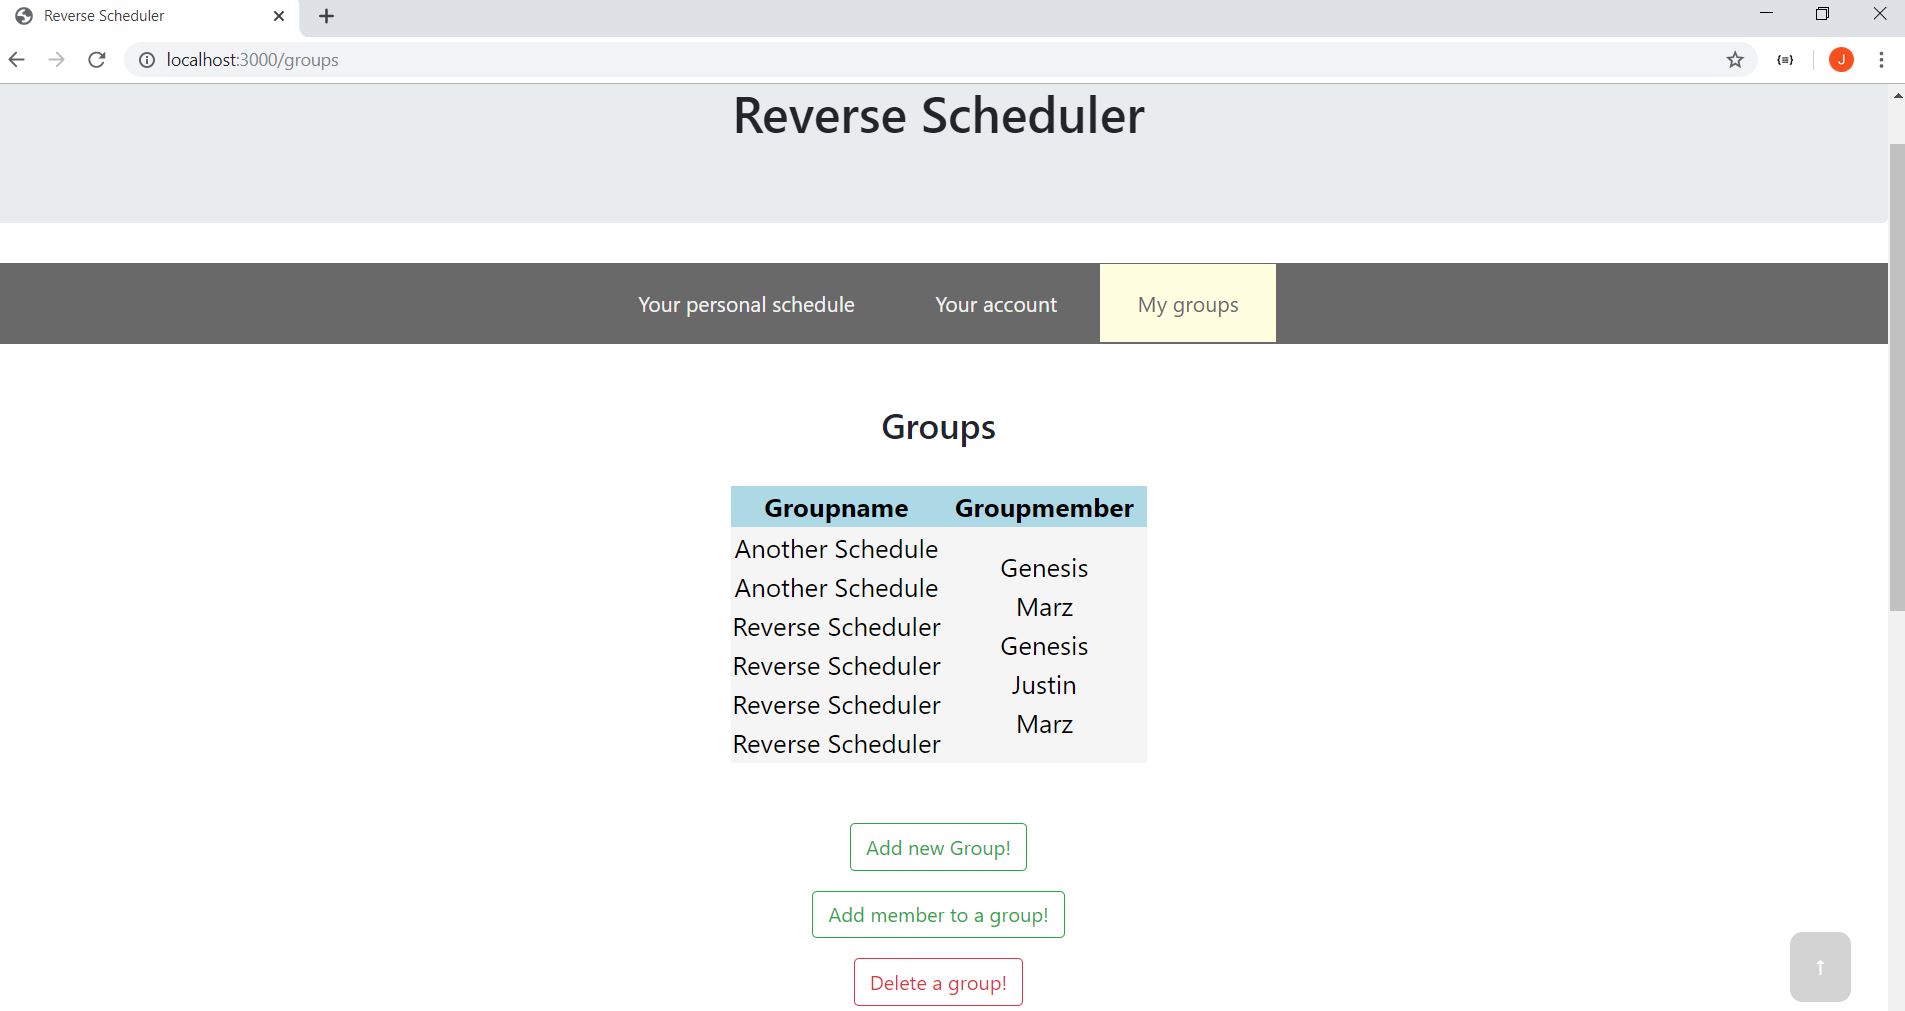 Reverse Scheduler
localhost:3000/groups
J
Reverse Scheduler
Your personal schedule Your account My groups
Groups
Groupname Groupmember
Another Schedule
Genesis
Another Schedule
Marz
Reverse Scheduler
Genesis
Reverse Scheduler
Justin
Reverse Scheduler
Marz
Reverse Scheduler
Add new Group!
Add member to a group!
Delete a group!
↑